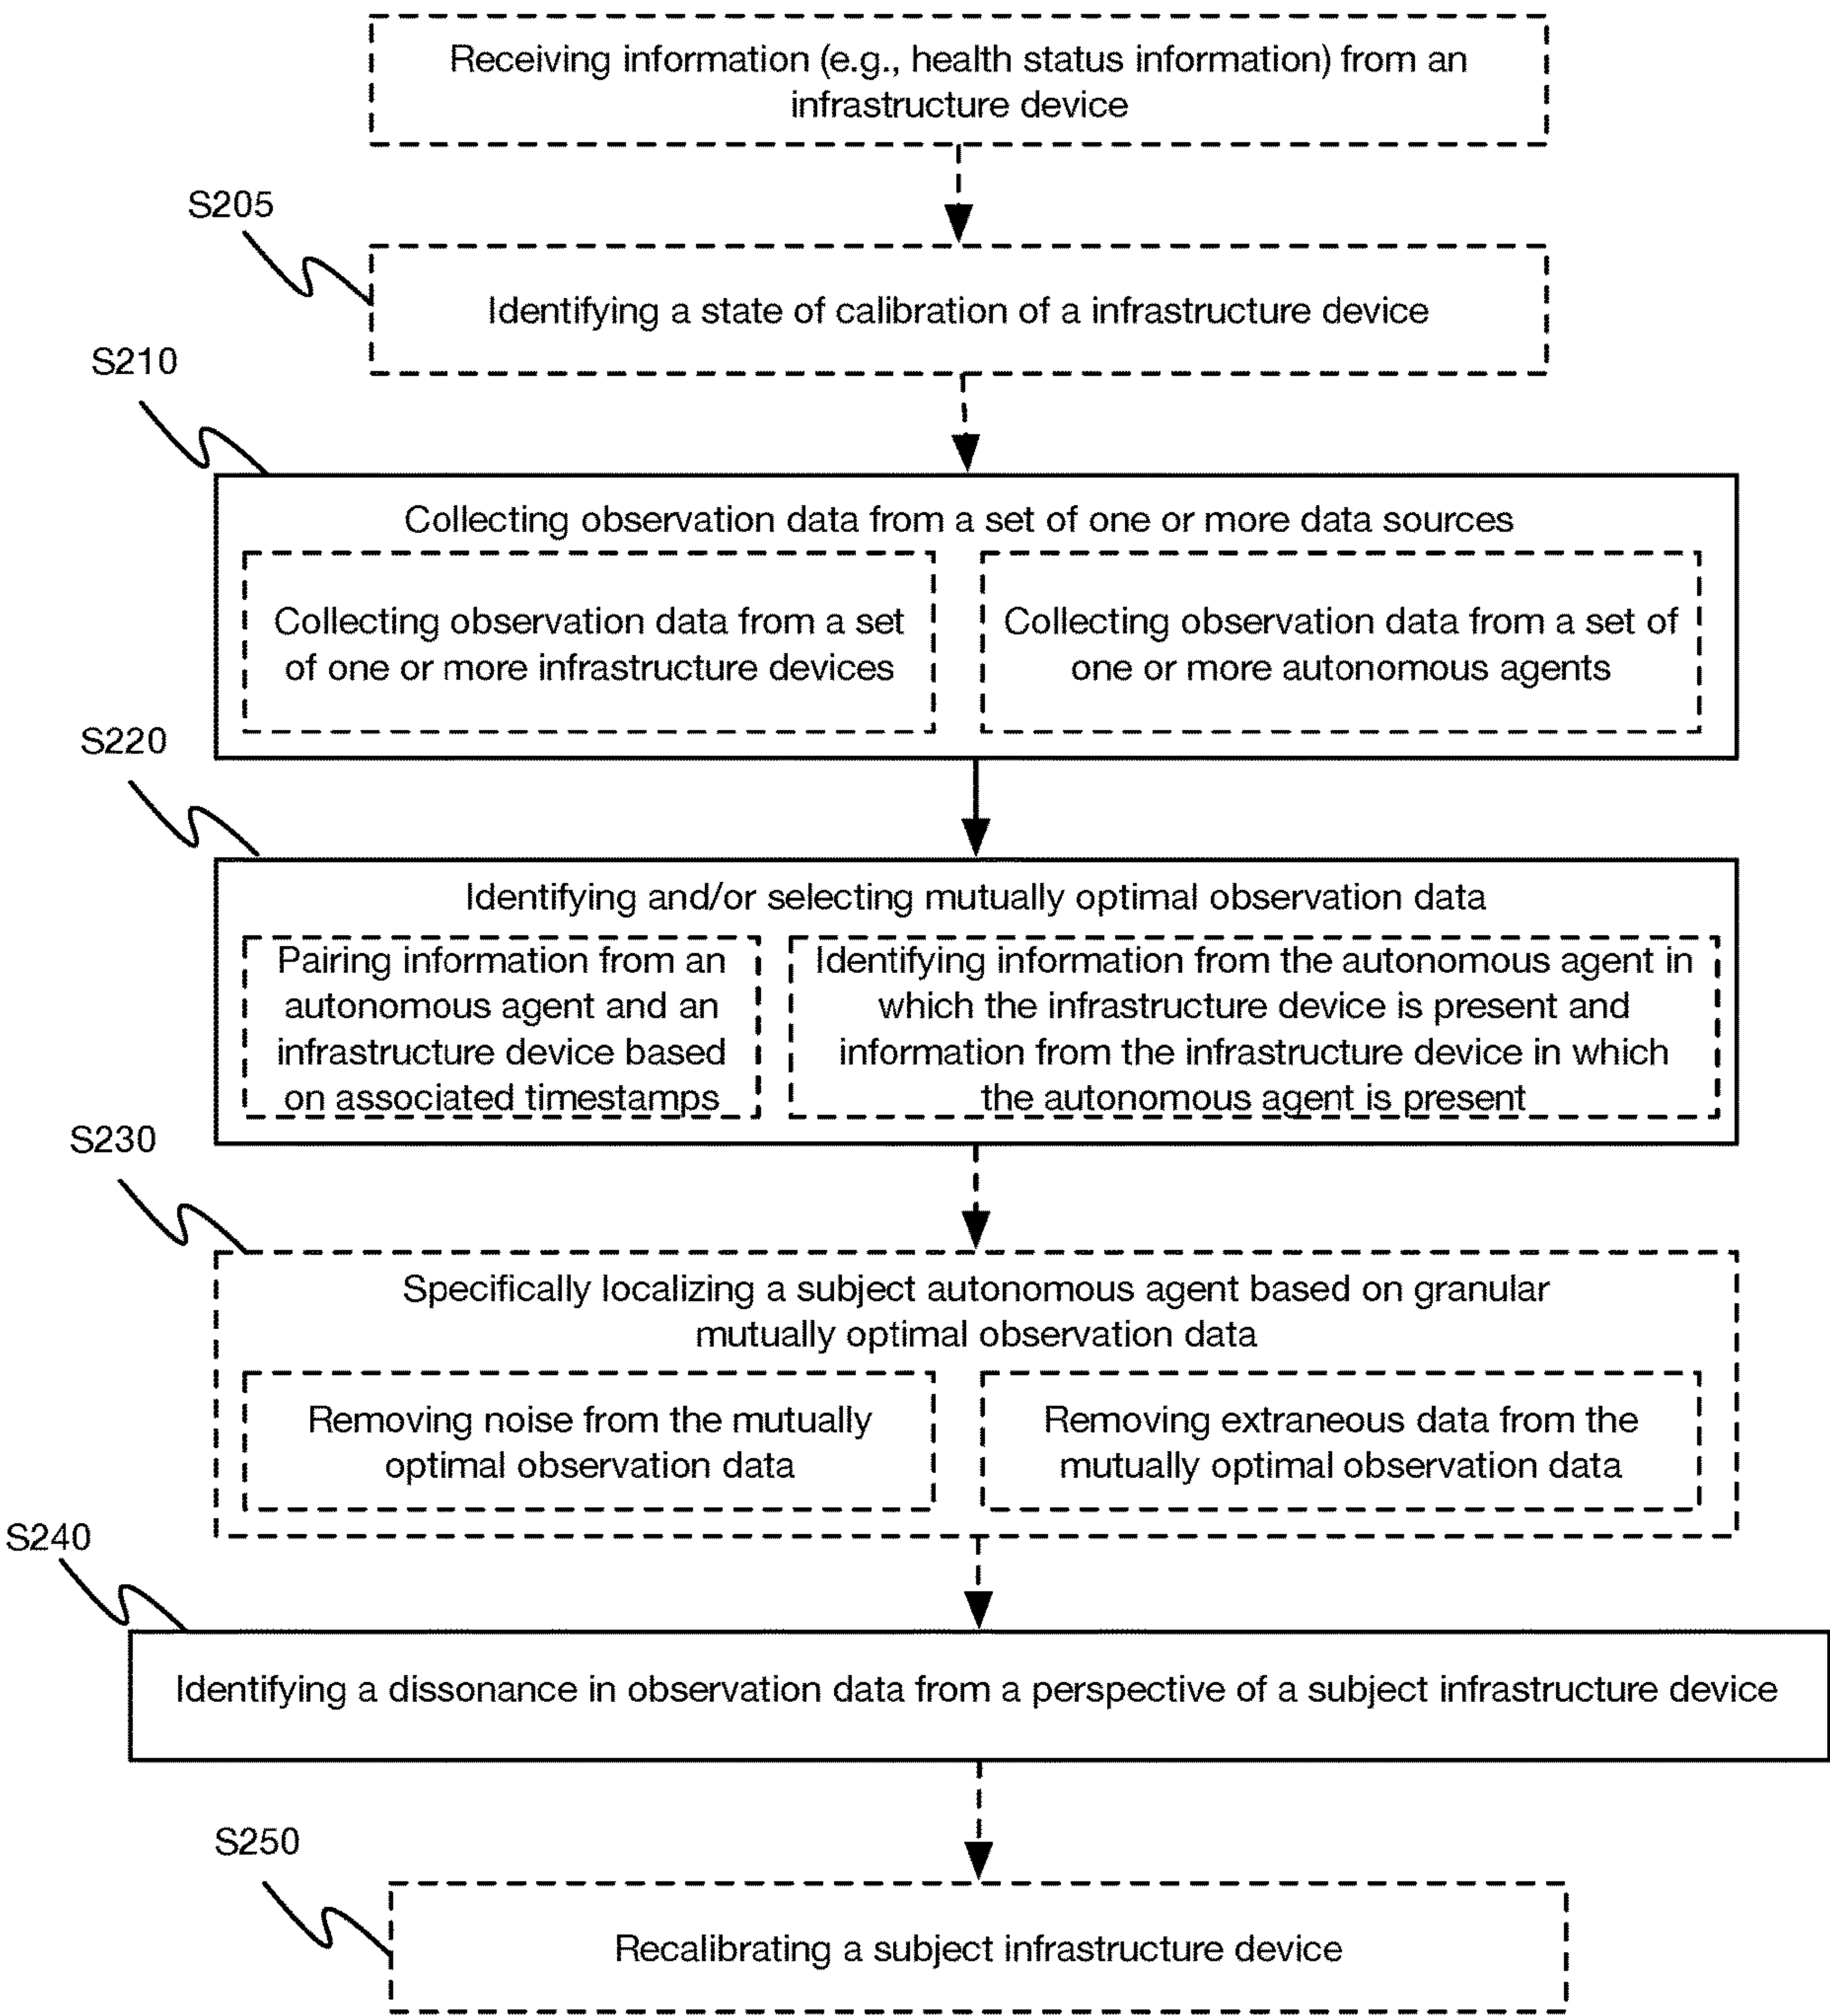 Receiving information (e.g., health status information) from an
infrastructure device
S205
Identifying a state of calibration of a infrastructure device
S210
Collecting observation data from a set of one or more data sources
Collecting observation data from a set
of one or more infrastructure devices
Collecting observation data from a set of
one or more autonomous agents
S220
Identifying and/or selecting mutually optimal observation data
Pairing information from an
autonomous agent and an
infrastructure device based
on associated timestamps
Identifying information from the autonomous agent in
which the infrastructure device is present and
information from the infrastructure device in which
the autonomous agent is present
S230
Specifically localizing a subject autonomous agent based on granular
mutually optimal observation data
Removing noise from the mutually
optimal observation data
Removing extraneous data from the
mutually optimal observation data
S240
Identifying a dissonance in observation data from a perspective of a subject infrastructure device
S250
Recalibrating a subject infrastructure device